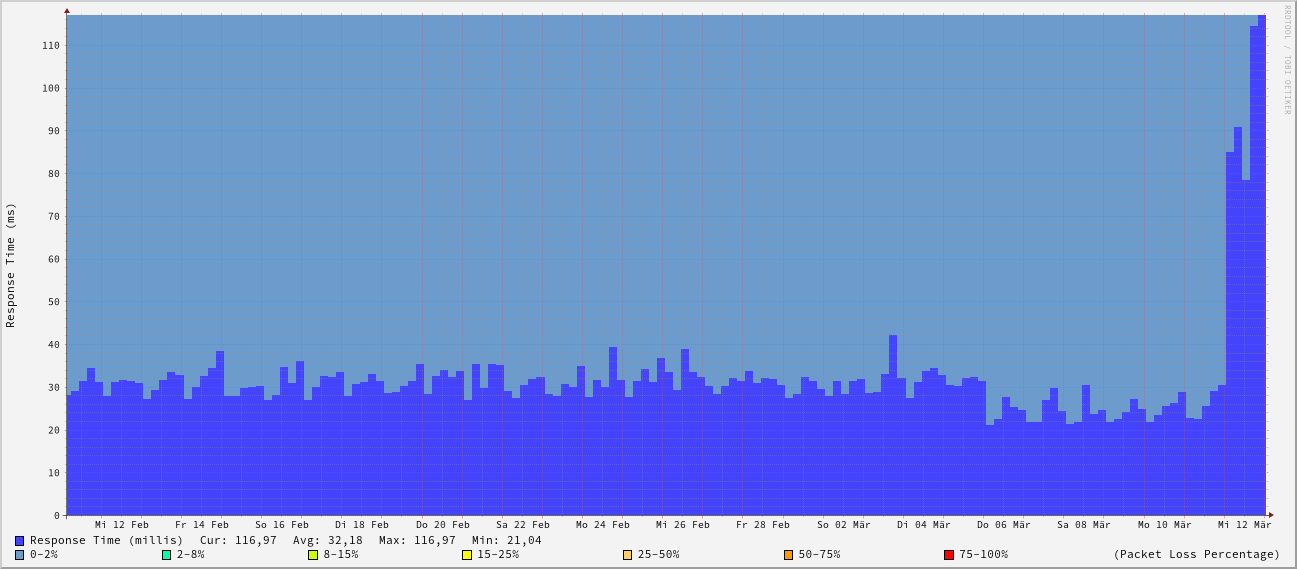 RRDTOOL / TOBI OETIKER
Response Time (ms)
110
100
90
80
70
60
50
40
30
20
10
0
Mi 12 Feb Fr 14 Feb So 16 Feb Di 18 Feb Do 20 Feb Sa 22 Feb Mo 24 Feb Mi 26 Feb Fr 28 Feb So 02 Mär Di 04 Mär Do 06 Mär Sa 08 Mär Mo 10 Mär Mi 12 Mär
Response Time (millis) Cur: 116,97 Avg: 32,18 Max: 116,97 Min: 21,04
0-2% 2-8% 8-15% 15-25% 25-50% 50-75% 75-100% (Packet Loss Percentage)